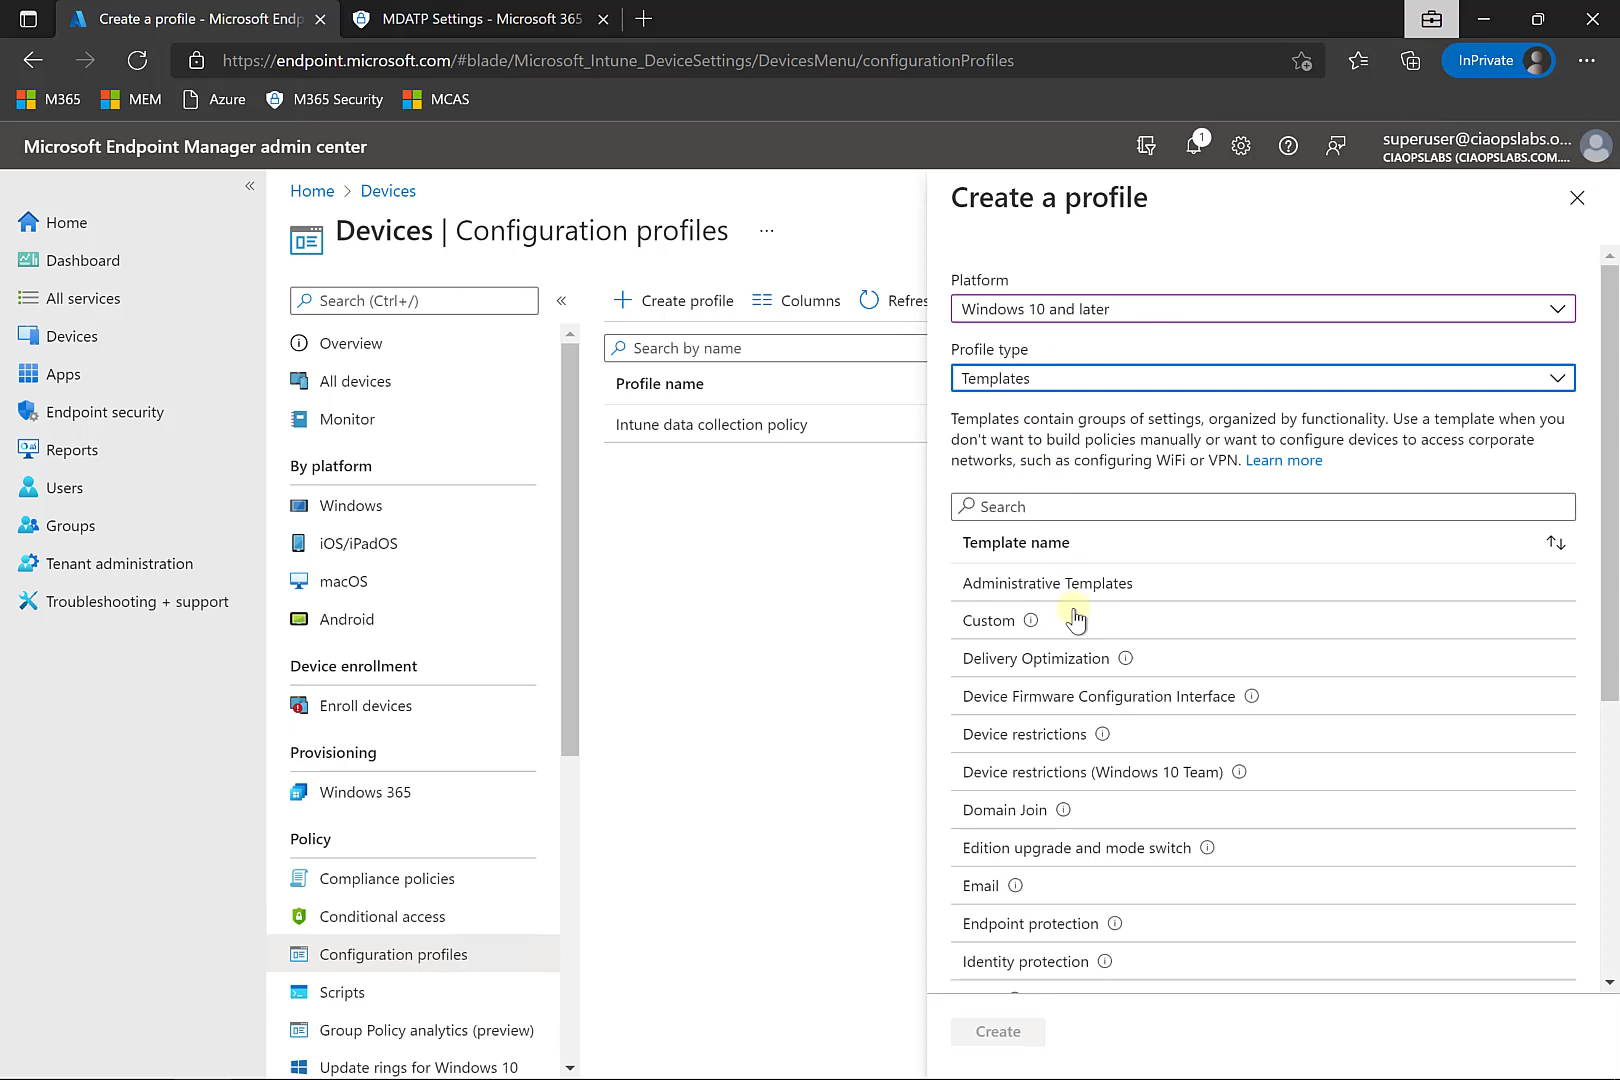 Create a profile - Microsoft Endp
MDATP Settings - Microsoft 365
https://endpoint.microsoft.com/#blade/Microsoft_Intune_DeviceSettings/DevicesMenu/configurationProfiles
InPrivate
M365
MEM
Azure
M365 Security
MCAS
Microsoft Endpoint Manager admin center
1
superuser@ciaopslabs.o...
CIAOPSLABS (CIAOPSLABS.COM....
Home
Dashboard
All services
Devices
Apps
Endpoint security
Reports
Users
Groups
Tenant administration
Troubleshooting + support
Home > Devices
Devices | Configuration profiles ...
Search (Ctrl+/)
Overview
All devices
Monitor
By platform
Windows
iOS/iPadOS
macOS
Android
Device enrollment
Enroll devices
Provisioning
Windows 365
Policy
Compliance policies
Conditional access
Configuration profiles
Scripts
Group Policy analytics (preview)
Update rings for Windows 10
Create profile
Columns
Refres
Search by name
Profile name
Intune data collection policy
Create a profile
Platform
Windows 10 and later
Profile type
Templates
Templates contain groups of settings, organized by functionality. Use a template when you
don't want to build policies manually or want to configure devices to access corporate
networks, such as configuring WiFi or VPN. Learn more
Search
Template name
Administrative Templates
Custom
Delivery Optimization
Device Firmware Configuration Interface
Device restrictions
Device restrictions (Windows 10 Team)
Domain Join
Edition upgrade and mode switch
Email
Endpoint protection
Identity protection
Create